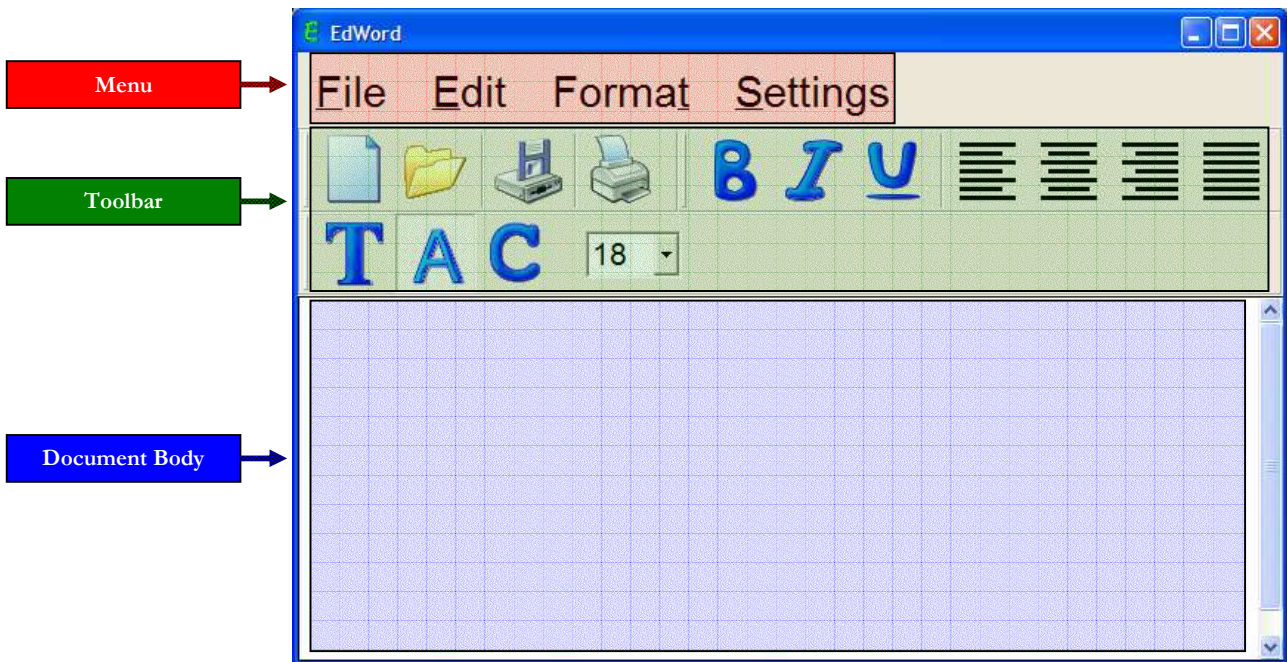 EdWord
Menu
File Edit Format Settings
B I U
Toolbar
T A C 18
Document Body